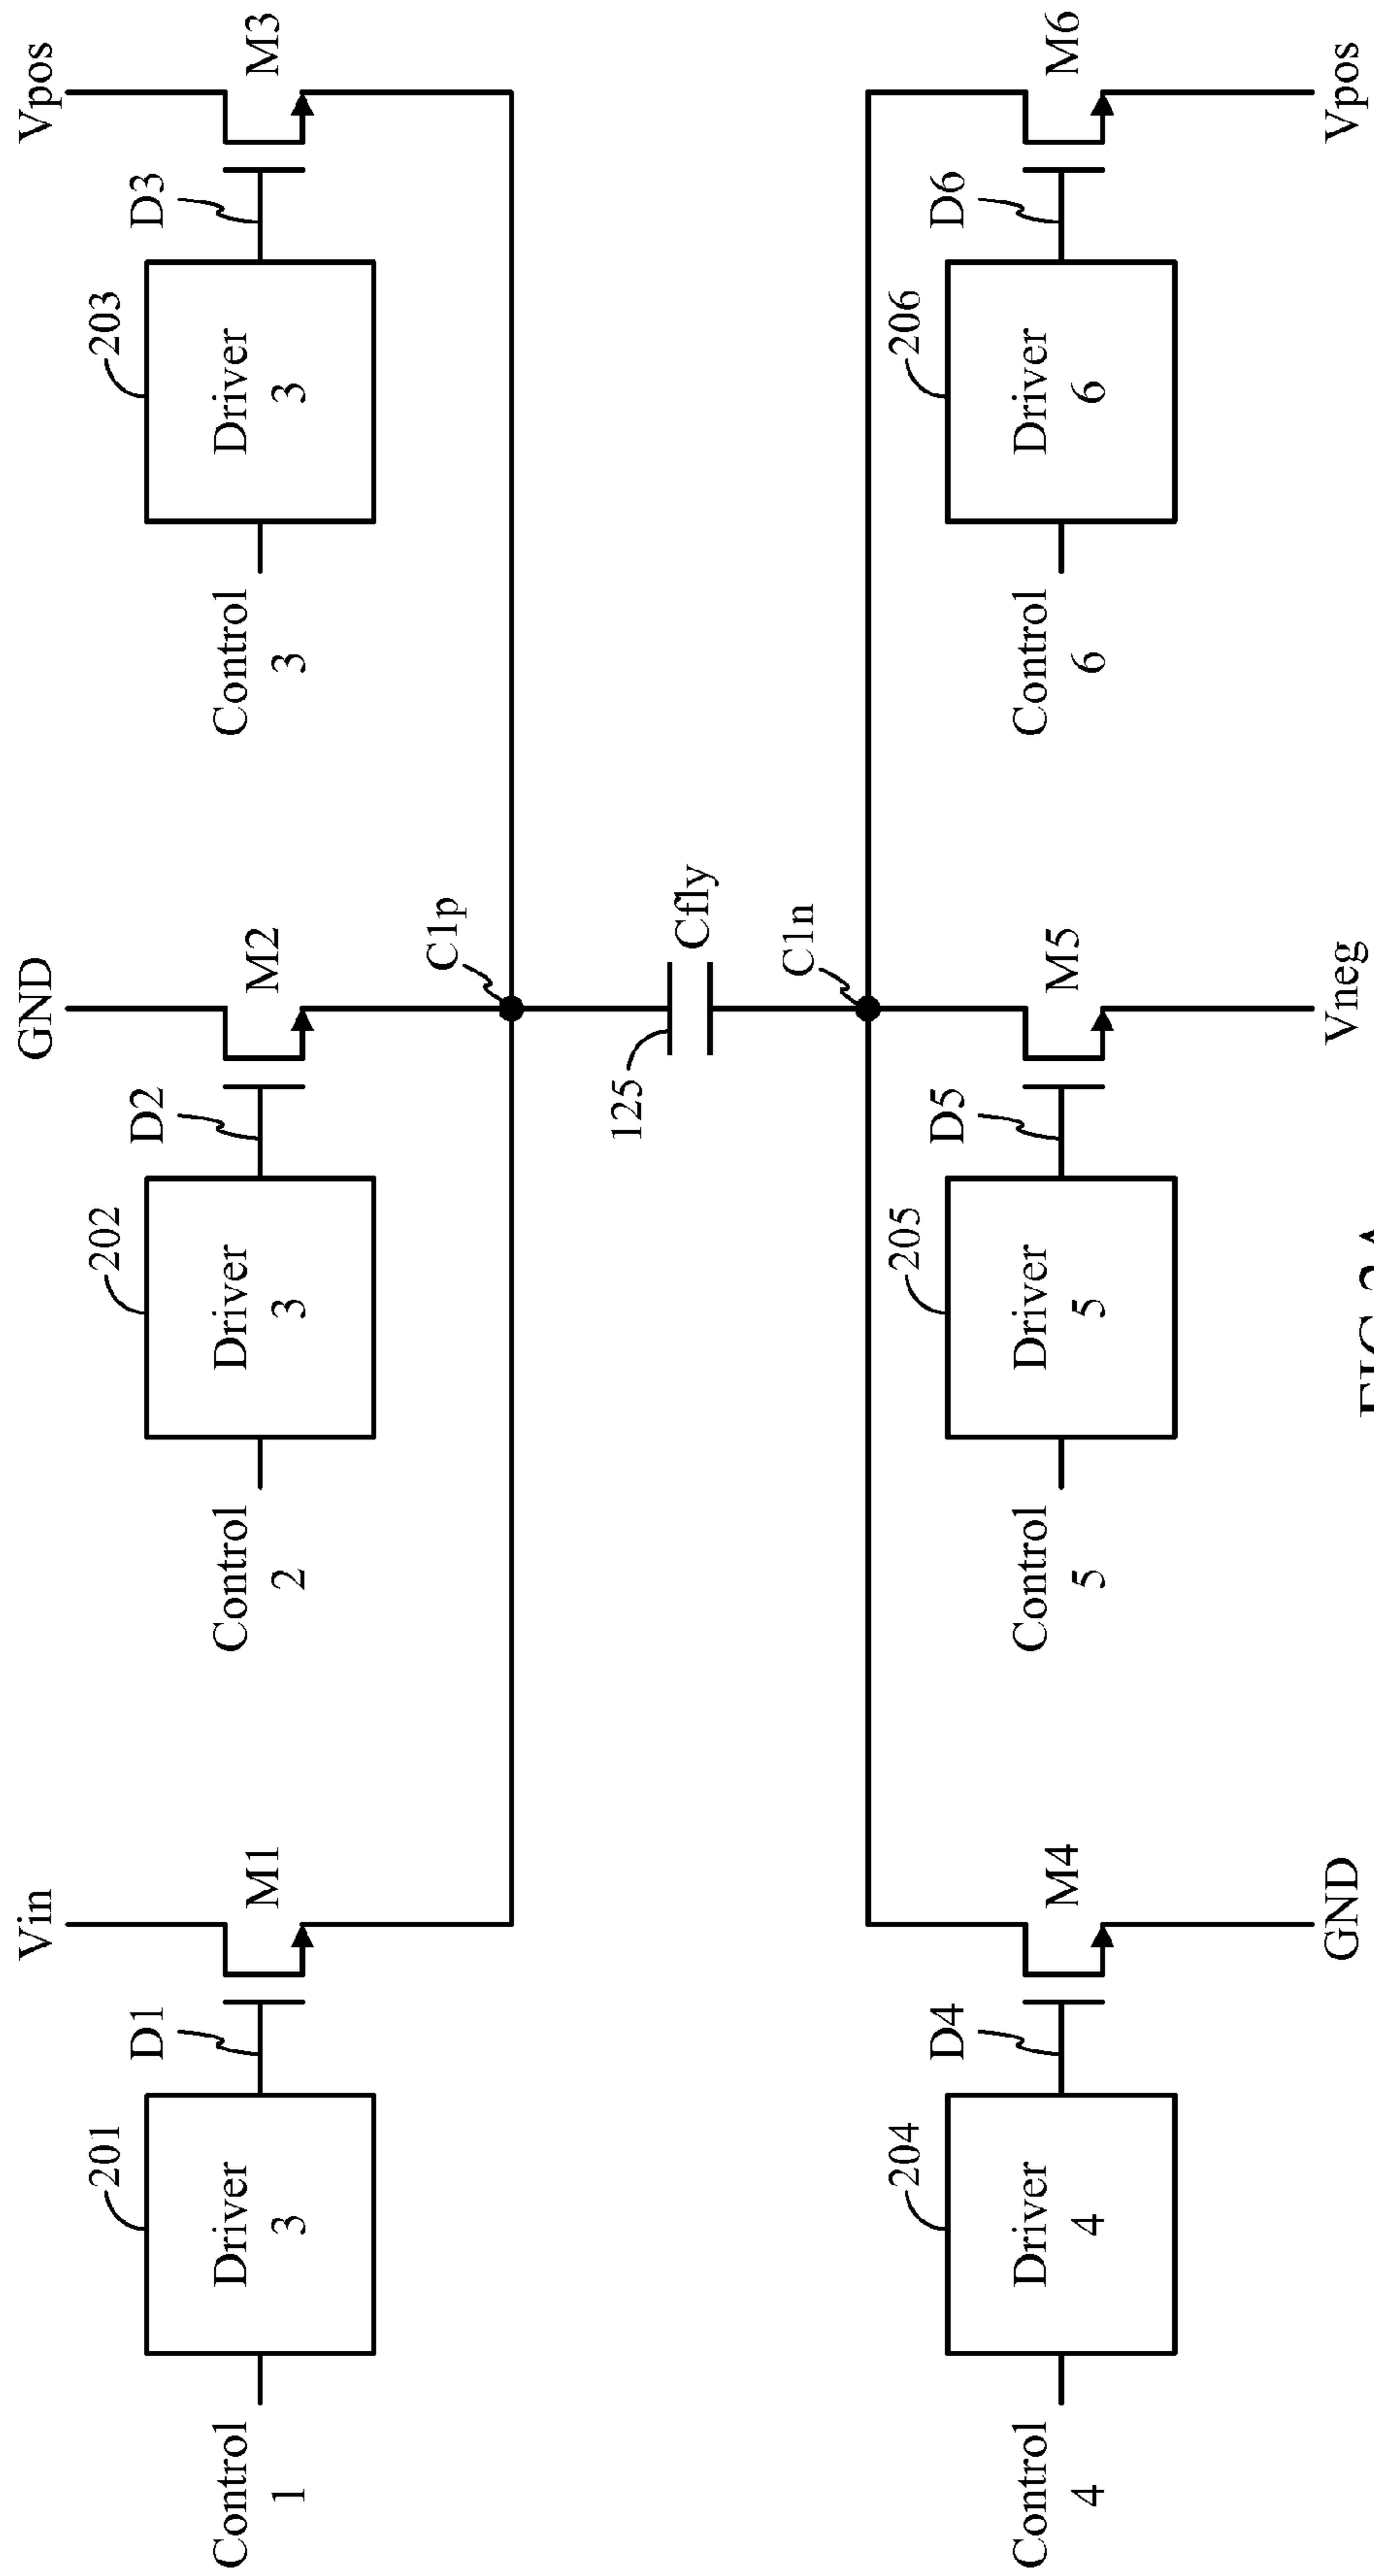 Vin
GND
Vpos
201
D1
M1
202
D2
M2
203
D3
M3
Driver
3
Driver
3
Driver
3
Control
1
Control
2
Control
3
C1p
125
Cfly
C1n
204
D4
M4
205
D5
M5
206
D6
M6
Driver
4
Driver
5
Driver
6
Control
4
Control
5
Control
6
GND
Vneg
Vpos